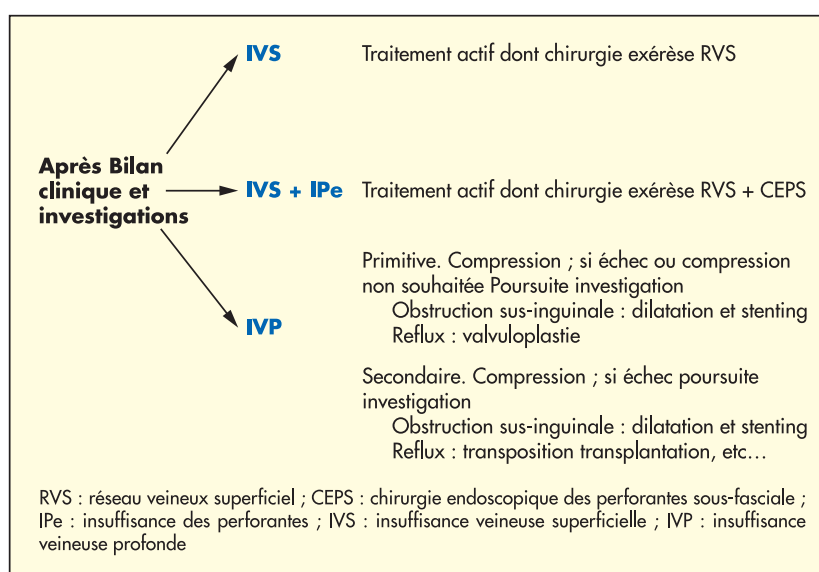 IVS Traitement actif dont chirurgie exérèse RVS
Après Bilan
clinique et
investigations
IVS + IPe Traitement actif dont chirurgie exérèse RVS + CEPS
IVP
Primitive. Compression ; si échec ou compression
non souhaitée Poursuite investigation
Obstruction sus-inguinale : dilatation et stenting
Reflux : valvuloplastie
Secondaire. Compression ; si échec poursuite
investigation
Obstruction sus-inguinale : dilatation et stenting
Reflux : transposition transplantation, etc...
RVS : réseau veineux superficiel ; CEPS : chirurgie endoscopique des perforantes sous-fasciale ;
IPe : insuffisance des perforantes ; IVS : insuffisance veineuse superficielle ; IVP : insuffisance
veineuse profonde